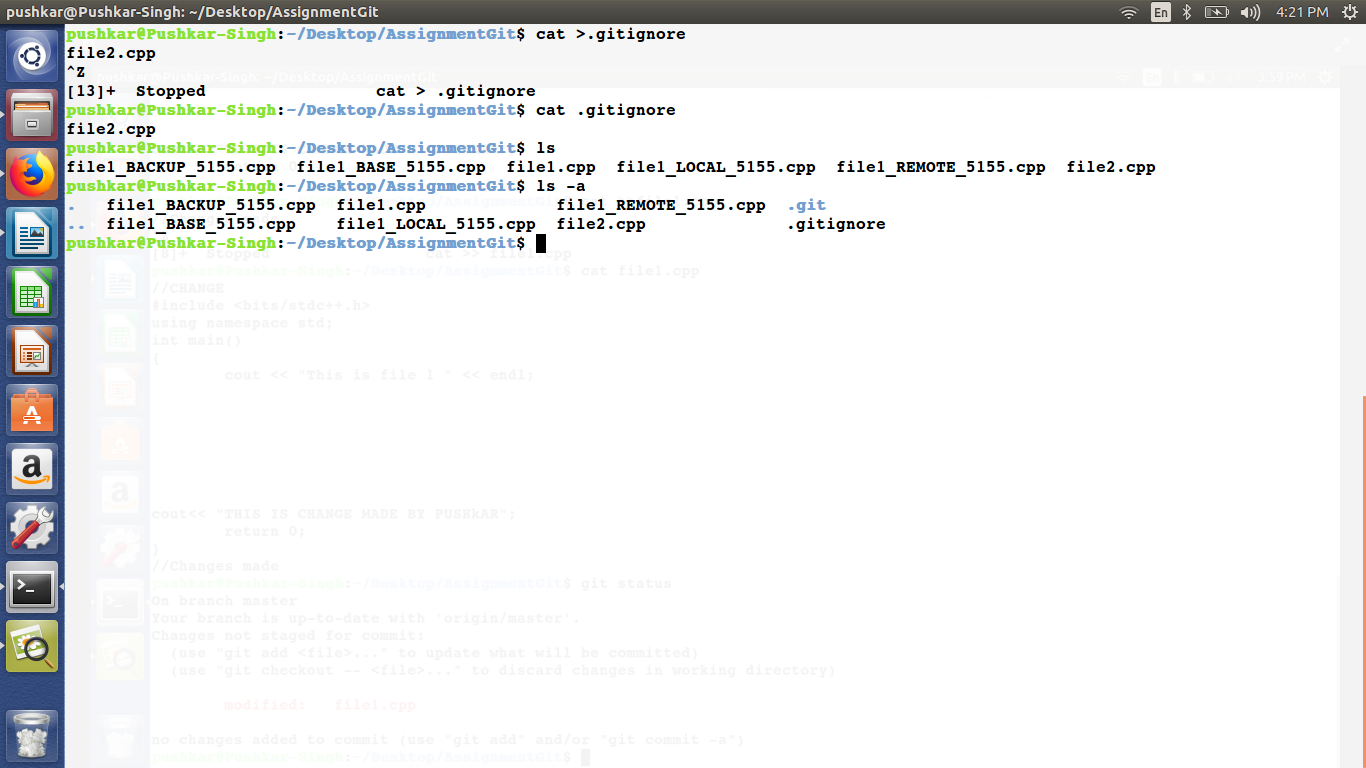 pushkar@Pushkar-Singh: ~/Desktop/AssignmentGit En 4:21 PM
pushkar@Pushkar-Singh:~/Desktop/AssignmentGit$ cat >.gitignore
file2.cpp
^Z
[13]+  Stopped                 cat > .gitignore
pushkar@Pushkar-Singh:~/Desktop/AssignmentGit$ cat .gitignore
file2.cpp
pushkar@Pushkar-Singh:~/Desktop/AssignmentGit$ ls
file1_BACKUP_5155.cpp  file1_BASE_5155.cpp  file1.cpp  file1_LOCAL_5155.cpp  file1_REMOTE_5155.cpp  file2.cpp
pushkar@Pushkar-Singh:~/Desktop/AssignmentGit$ ls -a
.   file1_BACKUP_5155.cpp  file1.cpp             file1_REMOTE_5155.cpp  .git
..  file1_BASE_5155.cpp    file1_LOCAL_5155.cpp  file2.cpp              .gitignore
pushkar@Pushkar-Singh:~/Desktop/AssignmentGit$
[8]+  Stopped                 cat >> file1.cpp
pushkar@Pushkar-Singh:~/Desktop/AssignmentGit$ cat file1.cpp
//CHANGE
#include <bits/stdc++.h>
using namespace std;
int main()
{
cout << "This is file 1 " << endl;
cout<< "THIS IS CHANGE MADE BY PUSHkAR";
return 0;
}
//Changes made
pushkar@Pushkar-Singh:~/Desktop/AssignmentGit$ git status
On branch master
Your branch is up-to-date with 'origin/master'.
Changes not staged for commit:
(use "git add <file>..." to update what will be committed)
(use "git checkout -- <file>..." to discard changes in working directory)
modified:   file1.cpp
no changes added to commit (use "git add" and/or "git commit -a")
pushkar@Pushkar-Singh:~/Desktop/AssignmentGit$